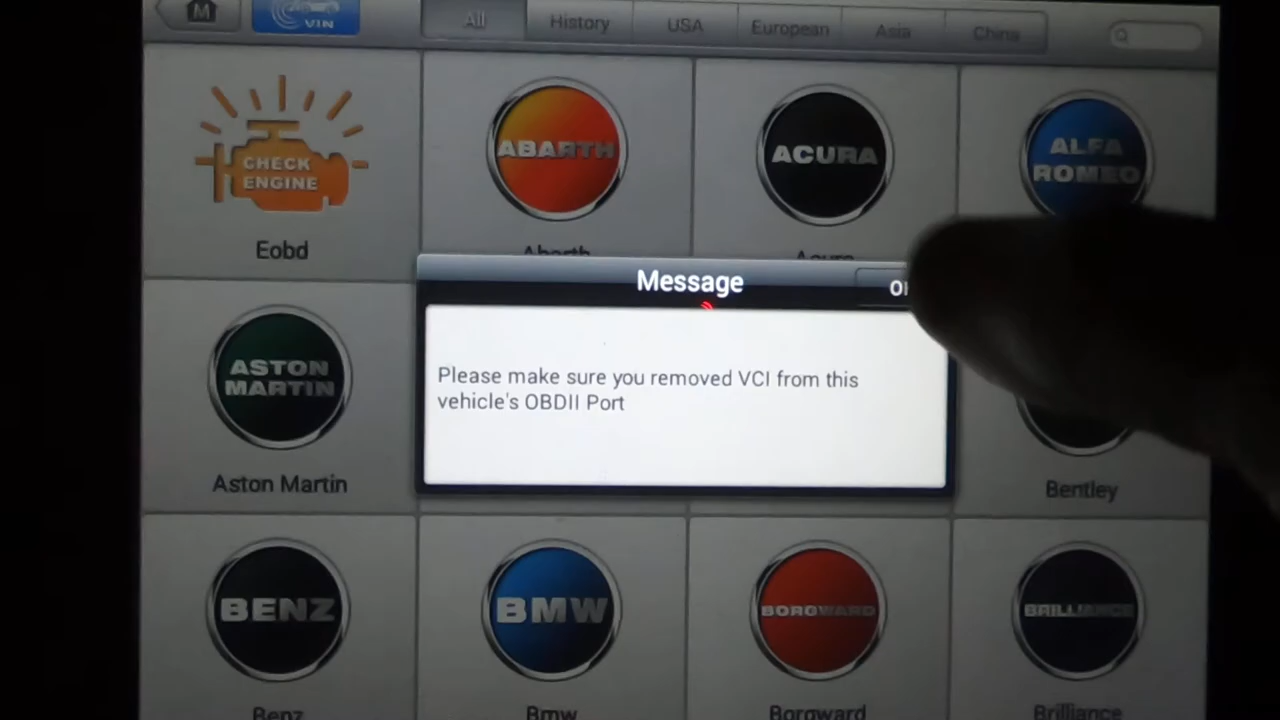 M
VIN
All
History
USA
European
Asia
China
CHECK
ENGINE
ABARTH
ACURA
ALFA
ROMEO
Eobd
Abarth
Acura
Message
Please make sure you removed VCI from this
vehicle's OBDII Port
ASTON
MARTIN
Aston Martin
Bentley
BENZ
BMW
BORGWARD
BRILLIANCE
Benz
Bmw
Borgward
Brilliance